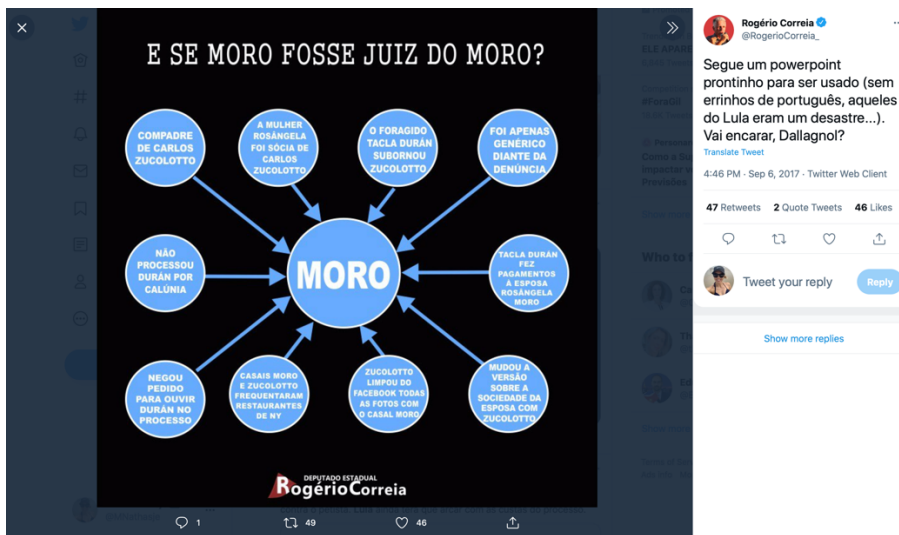 E SE MORO FOSSE JUIZ DO MORO?
COMPADRE
DE CARLOS
ZUCOLOTTO
A MULHER
ROSÂNGELA
FOI SÓCIA DE
CARLOS
ZUCOLOTTO
O FORAGIDO
TACLA DURÁN
SUBORNOU
ZUCOLOTTO
FOI APENAS
GENÉRICO
DIANTE DA
DENÚNCIA
NÃO
PROCESSOU
DURÁN POR
CALÚNIA
MORO
TACLA DURÁN
FEZ
PAGAMENTOS
A ESPOSA
ROSÂNGELA
MORO
NEGOU
PEDIDO
PARA OUVIR
DURÁN NO
PROCESSO
CASAIS MORO
E ZUCOLOTTO
FREQUENTARAM
RESTAURANTES
DE NY
ZUCOLOTTO
LIMPOU DO
FACEBOOK TODAS
AS FOTOS COM
O CASAL MORO
MUDOU A
VERSÃO
SOBRE A
SOCIEDADE DA
ESPOSA COM
ZUCOLOTTO
DEPUTADO ESTADUAL
RogérioCorreia
1
49
46
Rogério Correia
@RogerioCorreia_
Segue um powerpoint
prontinho para ser usado (sem
errinhos de português, aqueles
do Lula eram um desastre...).
Vai encarar, Dallagnol?
Translate Tweet
4:46 PM · Sep 6, 2017 · Twitter Web Client
47 Retweets 2 Quote Tweets 46 Likes
Tweet your reply
Reply
Show more replies